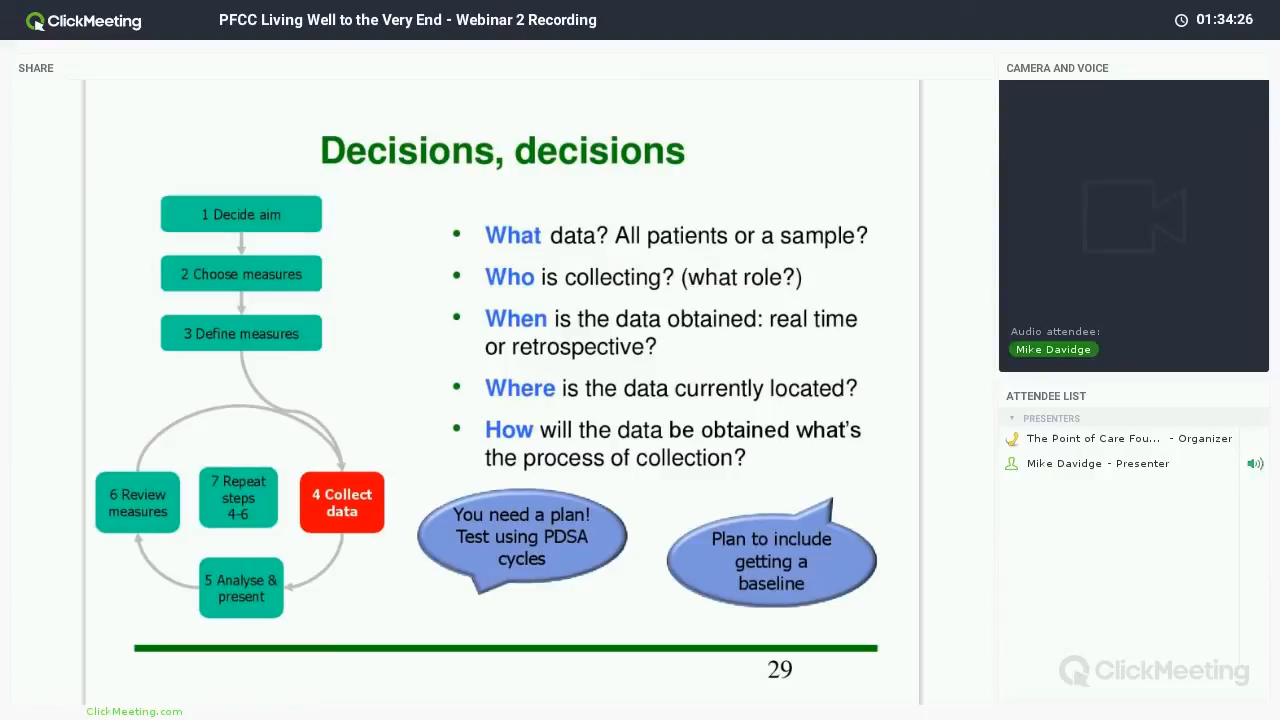 ClickMeeting
PFCC Living Well to the Very End - Webinar 2 Recording
01:34:26
SHARE
CAMERA AND VOICE
Decisions, decisions
1 Decide aim
2 Choose measures
3 Define measures
6 Review
measures
7 Repeat
steps
4-6
4 Collect
data
5 Analyse &
present
• What data? All patients or a sample?
• Who is collecting? (what role?)
• When is the data obtained: real time
or retrospective?
• Where is the data currently located?
• How will the data be obtained what's
the process of collection?
You need a plan!
Test using PDSA
cycles
Plan to include
getting a
baseline
29
Audio attendee:
Mike Davidge
ATTENDEE LIST
PRESENTERS
The Point of Care Fou... - Organizer
Mike Davidge - Presenter
ClickMeeting
ClickMeeting.com